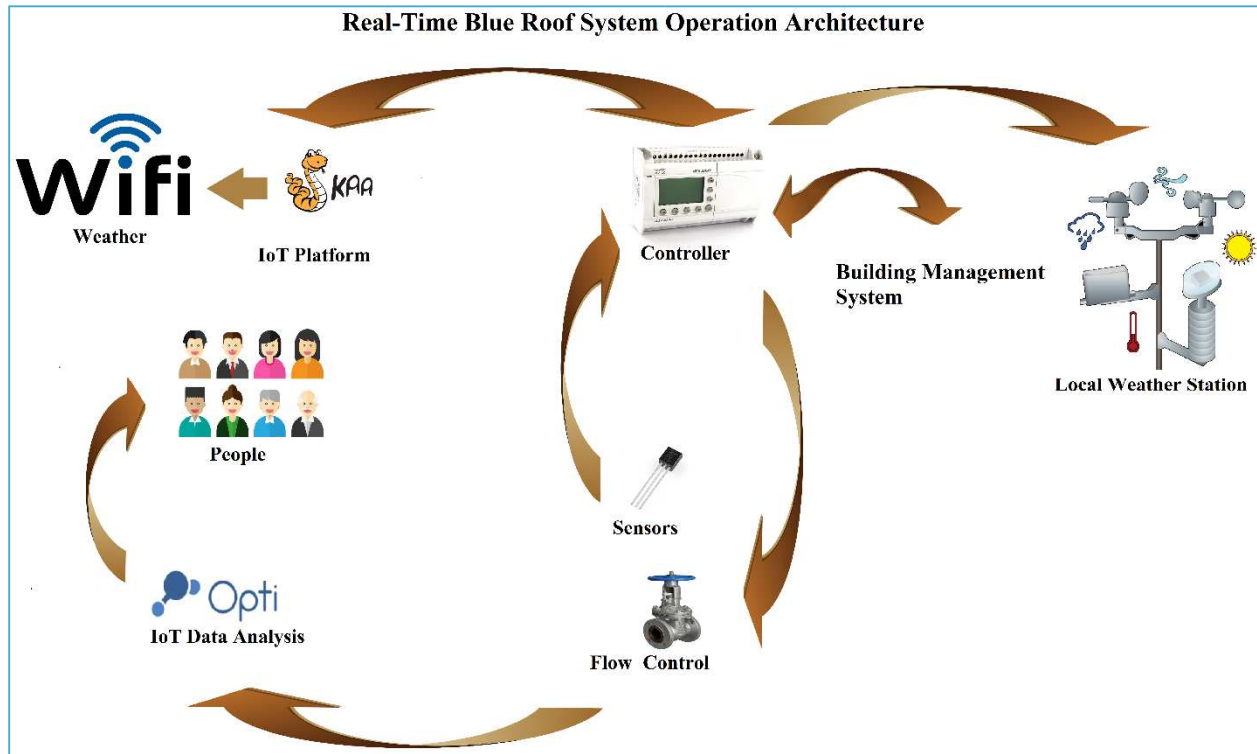 Real-Time Blue Roof System Operation Architecture
Wifi
Weather
KAA
IoT Platform
Controller
Building Management
System
Local Weather Station
People
Sensors
Opti
IoT Data Analysis
Flow Control